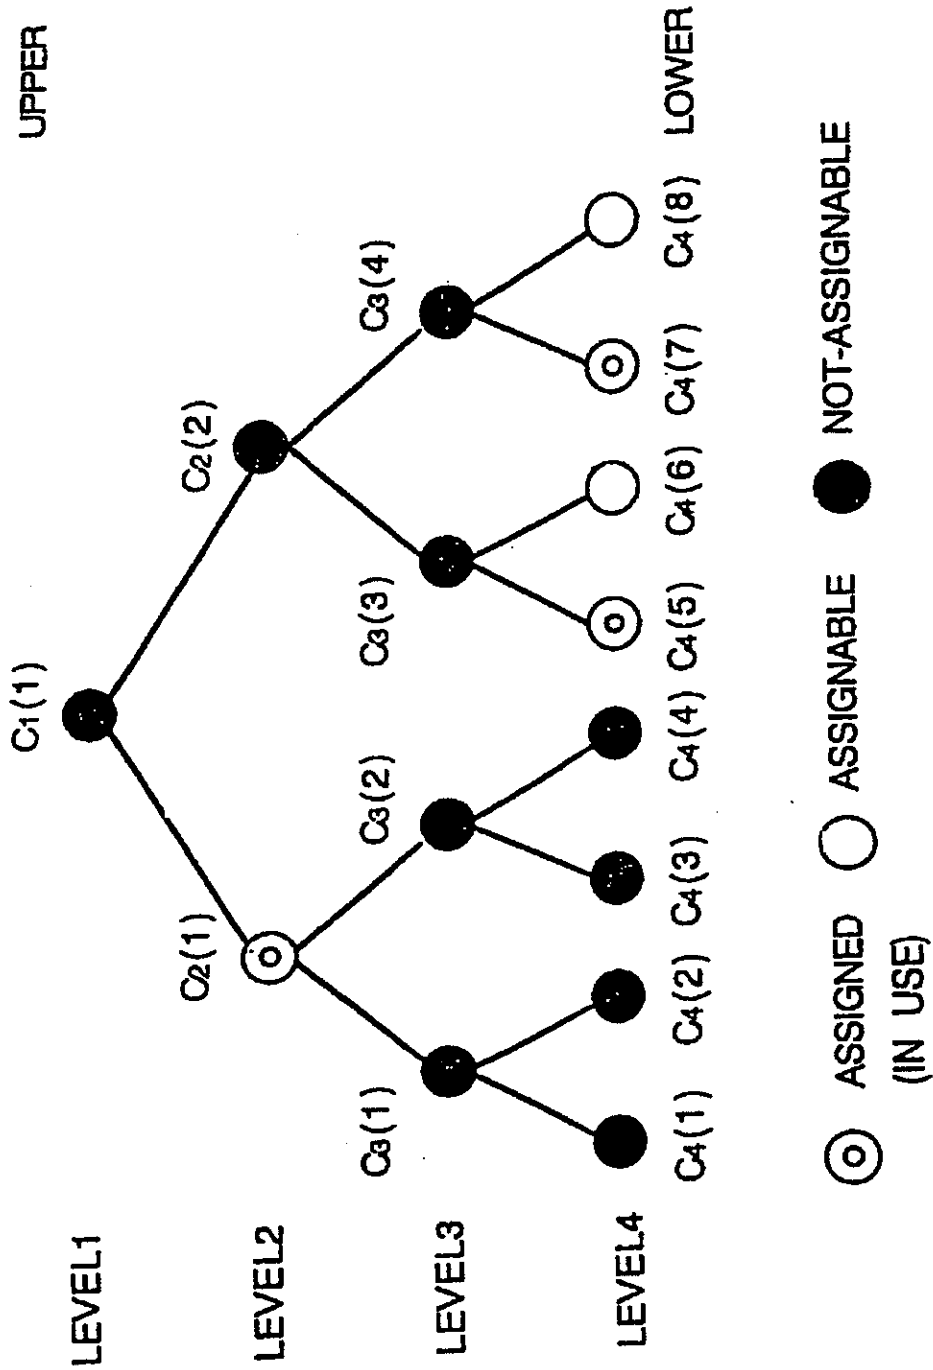 UPPER
LEVEL1
C1(1)
LEVEL2
C2(1)
C2(2)
LEVEL3
C3(1)
C3(2)
C3(3)
C3(4)
LEVEL4
C4(1)
C4(2)
C4(3)
C4(4)
C4(5)
C4(6)
C4(7)
C4(8)
LOWER
ASSIGNED
(IN USE)
ASSIGNABLE
NOT-ASSIGNABLE